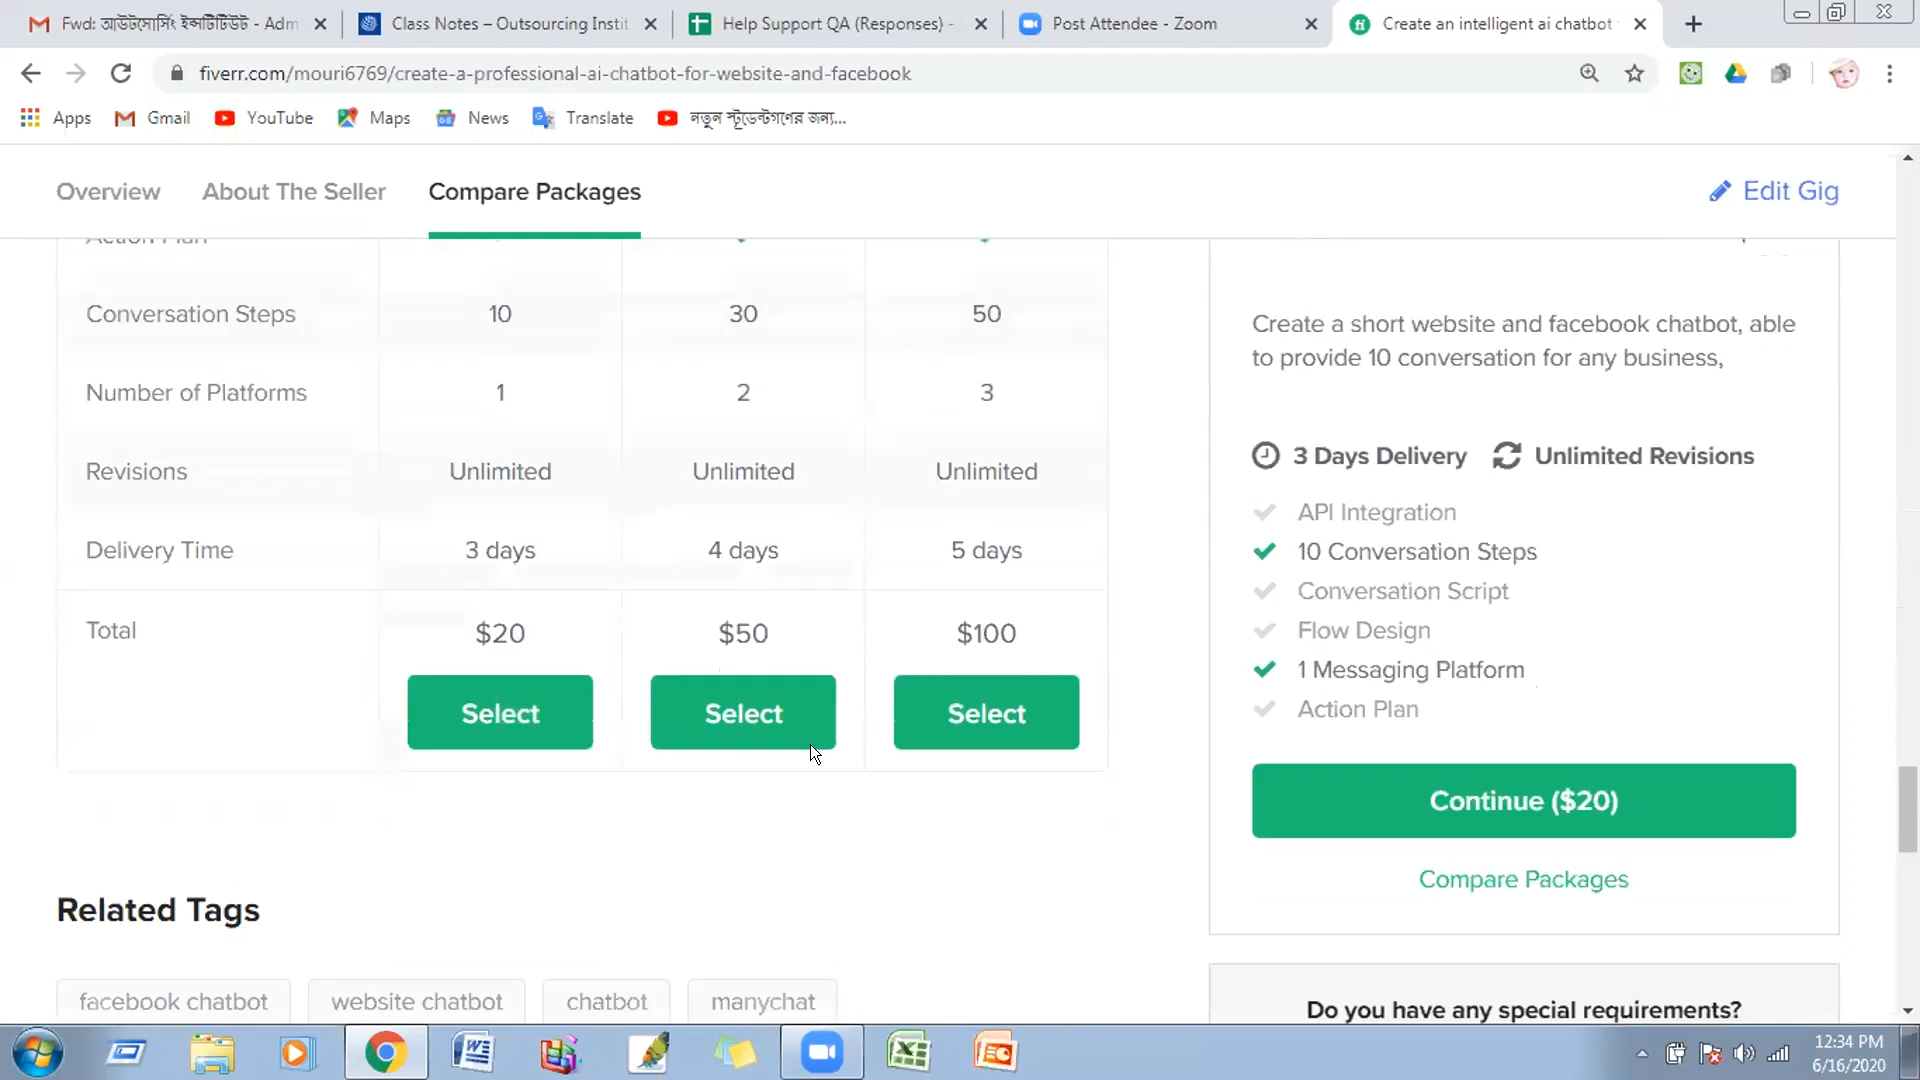 Fwd: আউটসোর্সিং ইন্সটিটিউট - Adm
Class Notes – Outsourcing Instit
Help Support QA (Responses) -
Post Attendee - Zoom
Create an intelligent ai chatbot
fiverr.com/mouri6769/create-a-professional-ai-chatbot-for-website-and-facebook
Apps
Gmail
YouTube
Maps
News
Translate
নতুন স্টুডেন্টগণের জন্য...
Overview
About The Seller
Compare Packages
Edit Gig
Action Plan
Conversation Steps 10 30 50
Number of Platforms 1 2 3
Revisions Unlimited Unlimited Unlimited
Delivery Time 3 days 4 days 5 days
Total $20 $50 $100
Select Select Select
Create a short website and facebook chatbot, able
to provide 10 conversation for any business,
3 Days Delivery Unlimited Revisions
API Integration
10 Conversation Steps
Conversation Script
Flow Design
1 Messaging Platform
Action Plan
Continue ($20)
Compare Packages
Related Tags
facebook chatbot
website chatbot
chatbot
manychat
Do you have any special requirements?
12:34 PM
6/16/2020